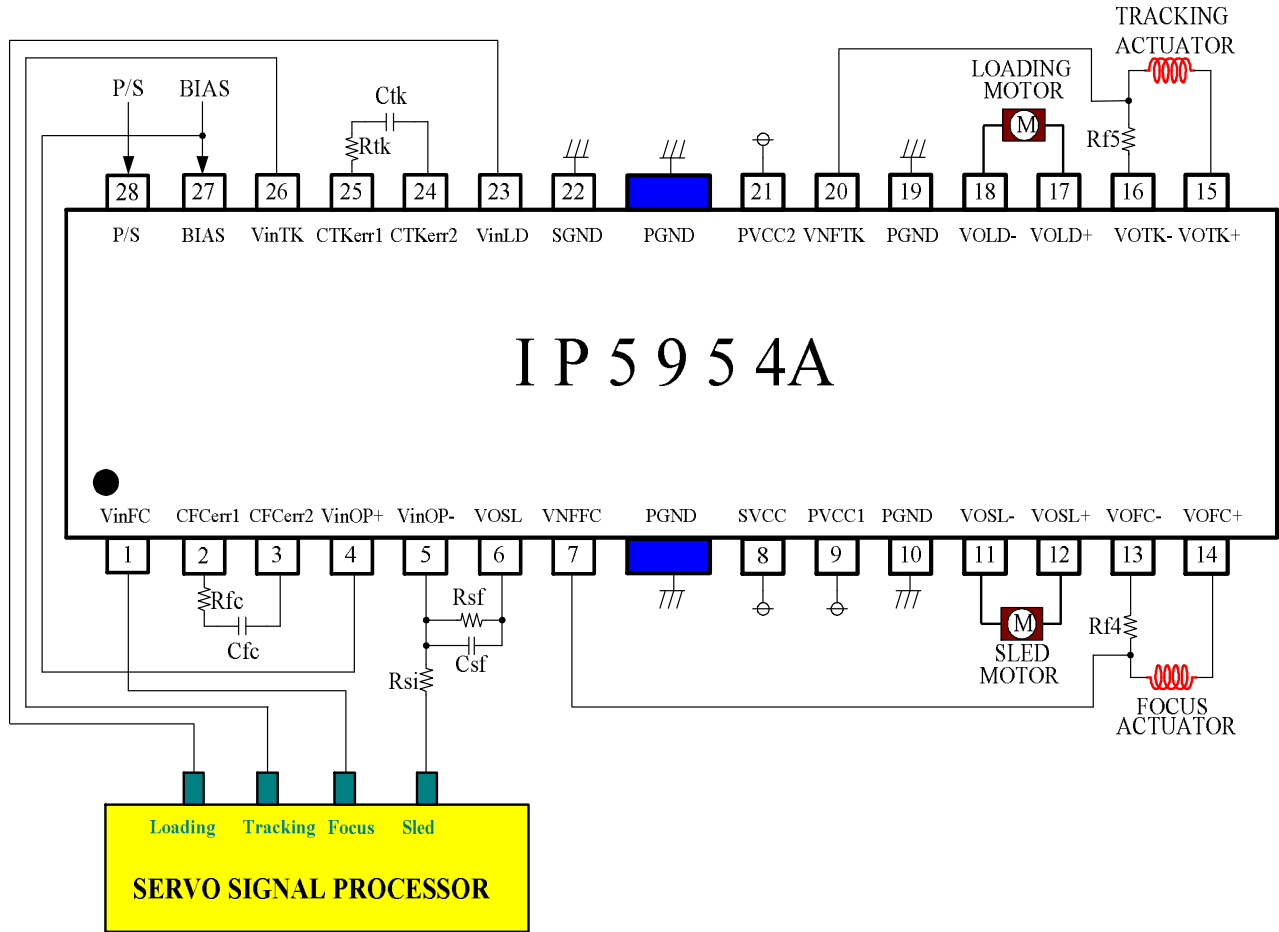 TRACKING
ACTUATOR
LOADING
MOTOR
P/S BIAS Ctk
M
Rtk Rf5
28 27 26 25 24 23 22 21 20 19 18 17 16 15
P/S BIAS VinTK CTKerr1 CTKerr2 VinLD SGND PGND PVCC2 VNFTK PGND VOLD- VOLD+ VOTK- VOTK+
IP5954A
VinFC CFCerr1 CFCerr2 VinOP+ VinOP- VOSL VNFFC PGND SVCC PVCC1 PGND VOSL- VOSL+ VOFC- VOFC+
1 2 3 4 5 6 7 8 9 10 11 12 13 14
Rfc Rsf
M Rf4
Cfc Csf
Rsi
SLED
MOTOR
FOCUS
ACTUATOR
Loading Tracking Focus Sled
SERVO SIGNAL PROCESSOR